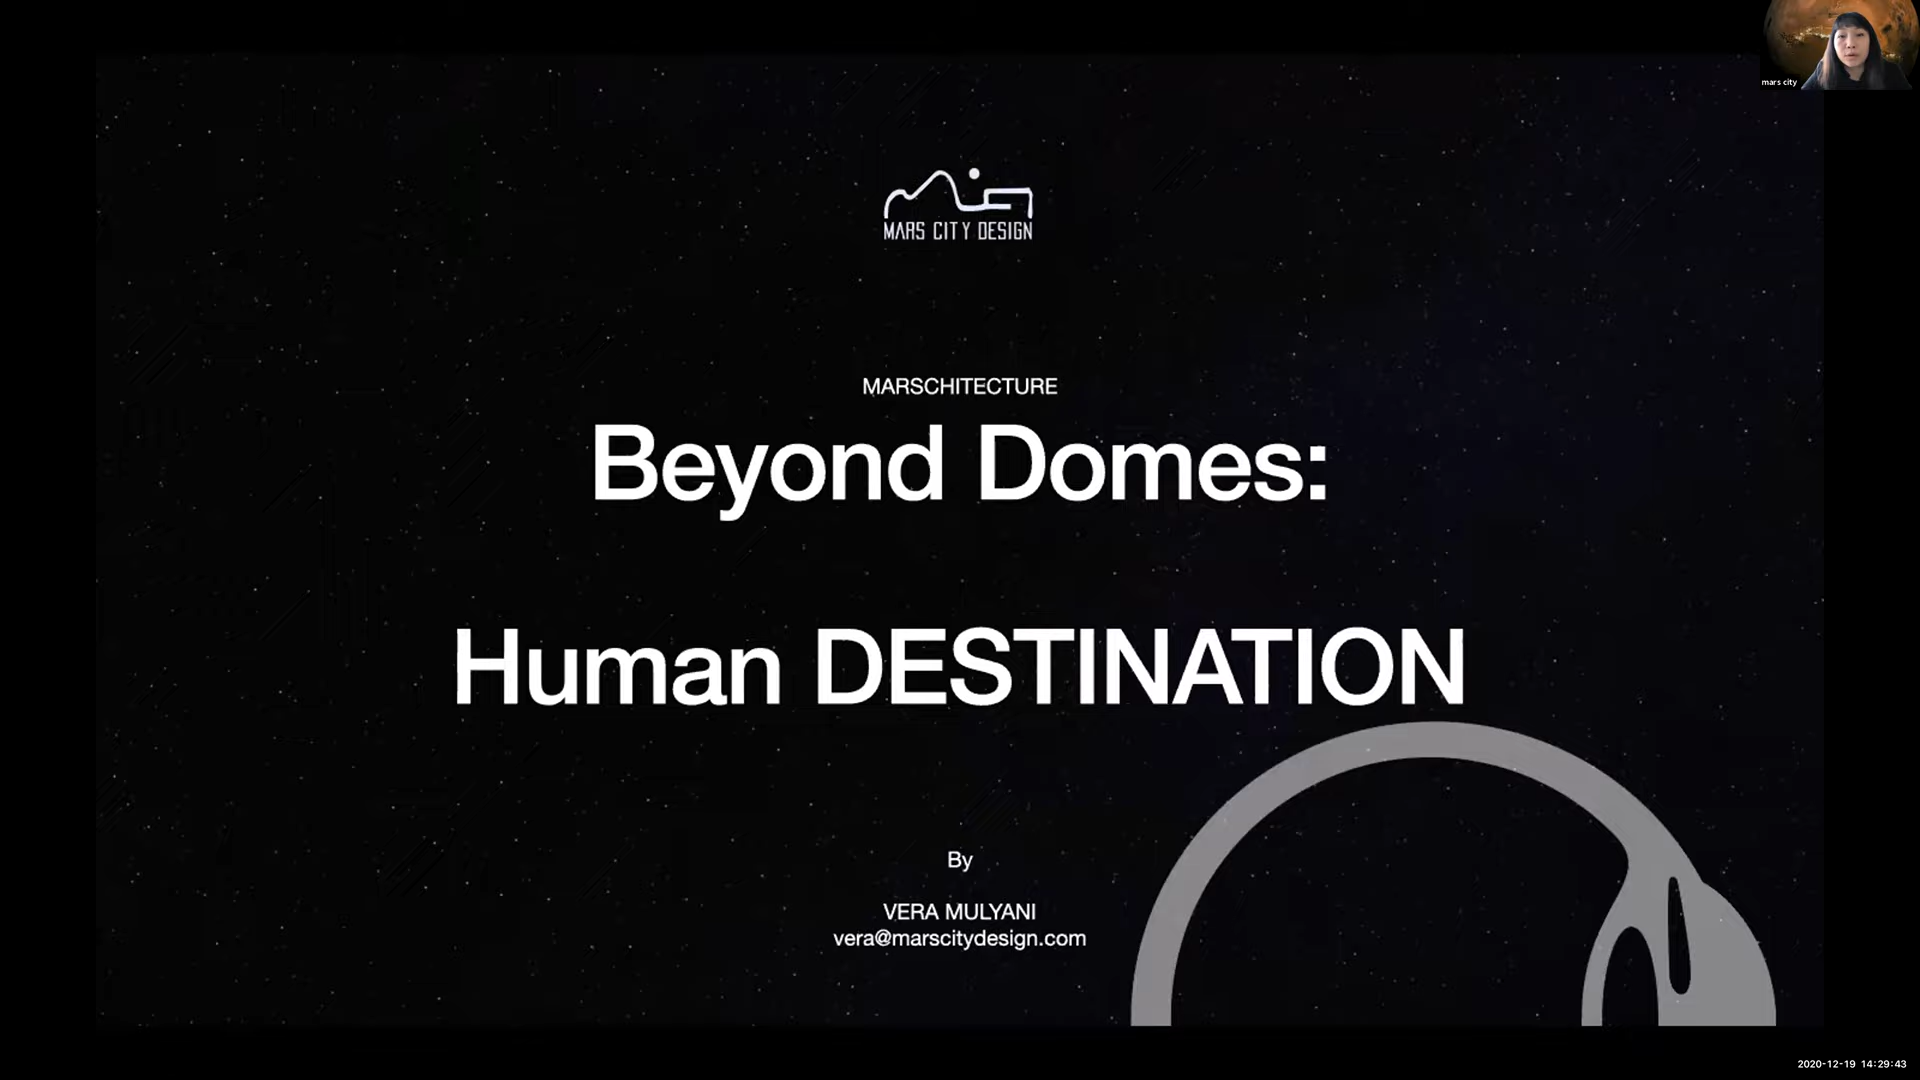 mars city
MARS CITY DESIGN
MARSCHITECTURE
Beyond Domes:
Human DESTINATION
By
VERA MULYANI
vera@marscitydesign.com
2020-12-19 14:29:43